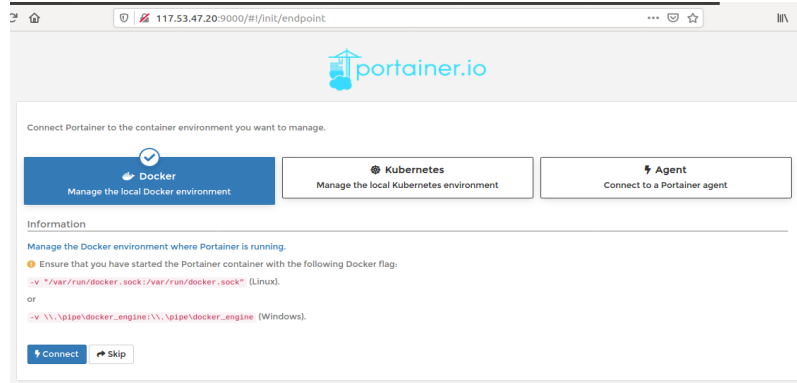 117.53.47.20:9000/#!/init/endpoint
portainer.io
Connect Portainer to the container environment you want to manage.
Docker
Manage the local Docker environment
Kubernetes
Manage the local Kubernetes environment
Agent
Connect to a Portainer agent
Information
Manage the Docker environment where Portainer is running.
Ensure that you have started the Portainer container with the following Docker flag:
-v "/var/run/docker.sock:/var/run/docker.sock" (Linux).
or
-v \\.\pipe\docker_engine:\\.\pipe\docker_engine (Windows).
Connect
Skip